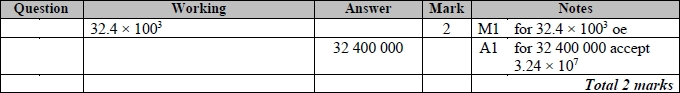 Question Working Answer Mark Notes
32.4 × 100³ 2 M1 for 32.4 × 100³ oe
32 400 000 A1 for 32 400 000 accept
3.24 × 10⁷
Total 2 marks